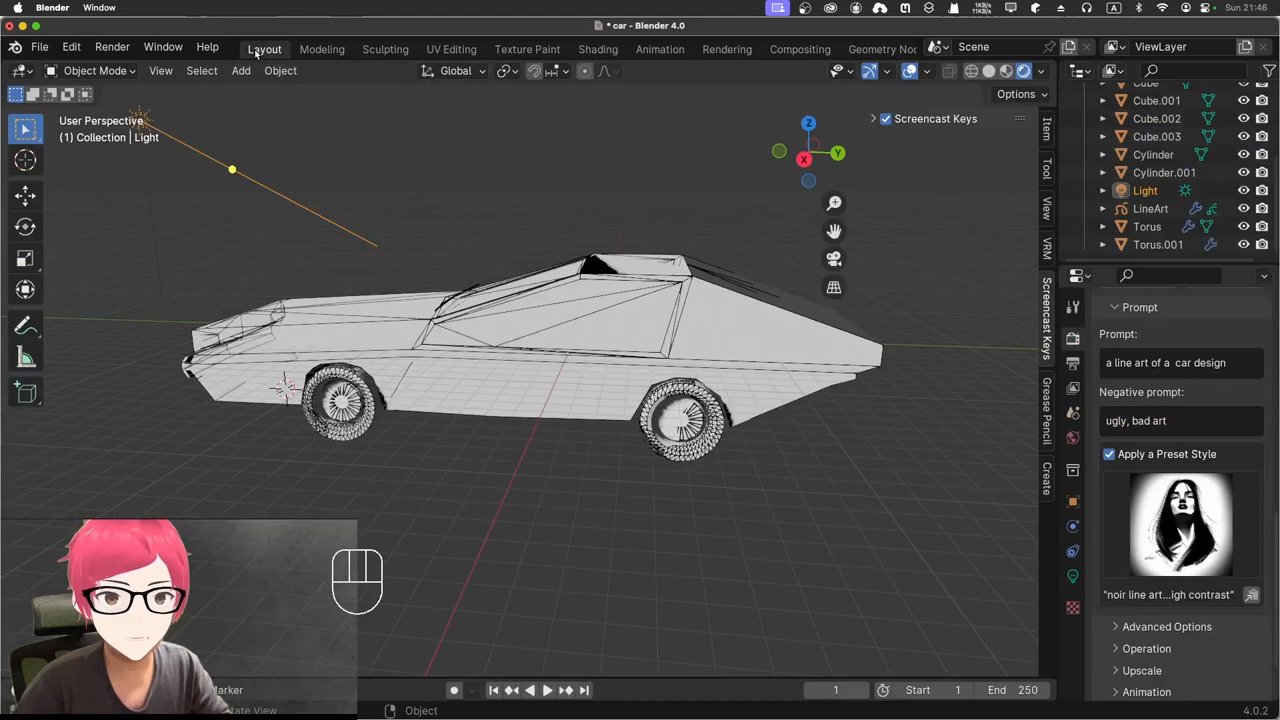 Blender Window
1KB/s
11KB/s
A
Sun 21:46
* car - Blender 4.0
File Edit Render Window Help Layout Modeling Sculpting UV Editing Texture Paint Shading Animation Rendering Compositing Geometry Noc Scene ViewLayer
Object Mode View Select Add Object Global
Options
User Perspective
(1) Collection | Light
Screencast Keys
Z
Y
X
Item
Tool
View
VRM
Screencast Keys
Grease Pencil
Create
Cube
Cube.001
Cube.002
Cube.003
Cylinder
Cylinder.001
Light
LineArt
Torus
Torus.001
Prompt
Prompt:
a line art of a car design
Negative prompt:
ugly, bad art
Apply a Preset Style
"noir line art...igh contrast"
Advanced Options
Operation
Upscale
Animation
Marker
1 Start 1 End 250
tate View
Object
4.0.2